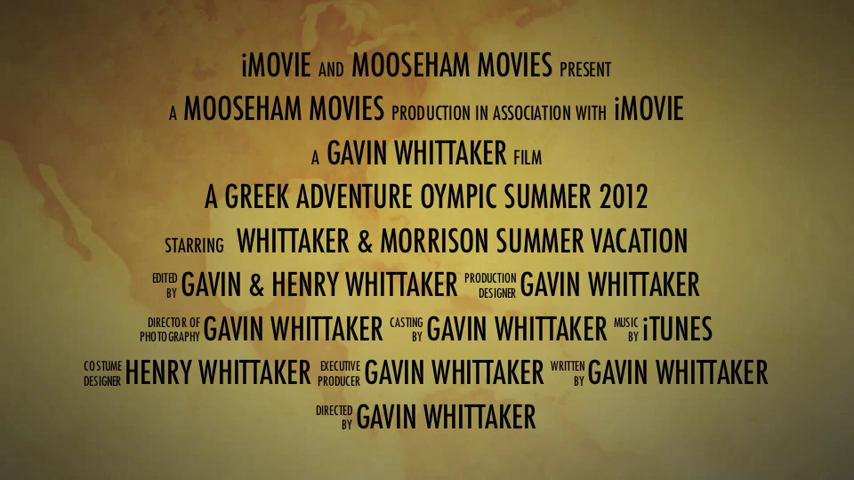 iMOVIE AND MOOSEHAM MOVIES PRESENT
A MOOSEHAM MOVIES PRODUCTION IN ASSOCIATION WITH iMOVIE
A GAVIN WHITTAKER FILM
A GREEK ADVENTURE OYMPIC SUMMER 2012
STARRING WHITTAKER & MORRISON SUMMER VACATION
EDITED BY GAVIN & HENRY WHITTAKER PRODUCTION DESIGNER GAVIN WHITTAKER
DIRECTOR OF PHOTOGRAPHY GAVIN WHITTAKER CASTING BY GAVIN WHITTAKER MUSIC BY iTUNES
COSTUME DESIGNER HENRY WHITTAKER EXECUTIVE PRODUCER GAVIN WHITTAKER WRITTEN BY GAVIN WHITTAKER
DIRECTED BY GAVIN WHITTAKER